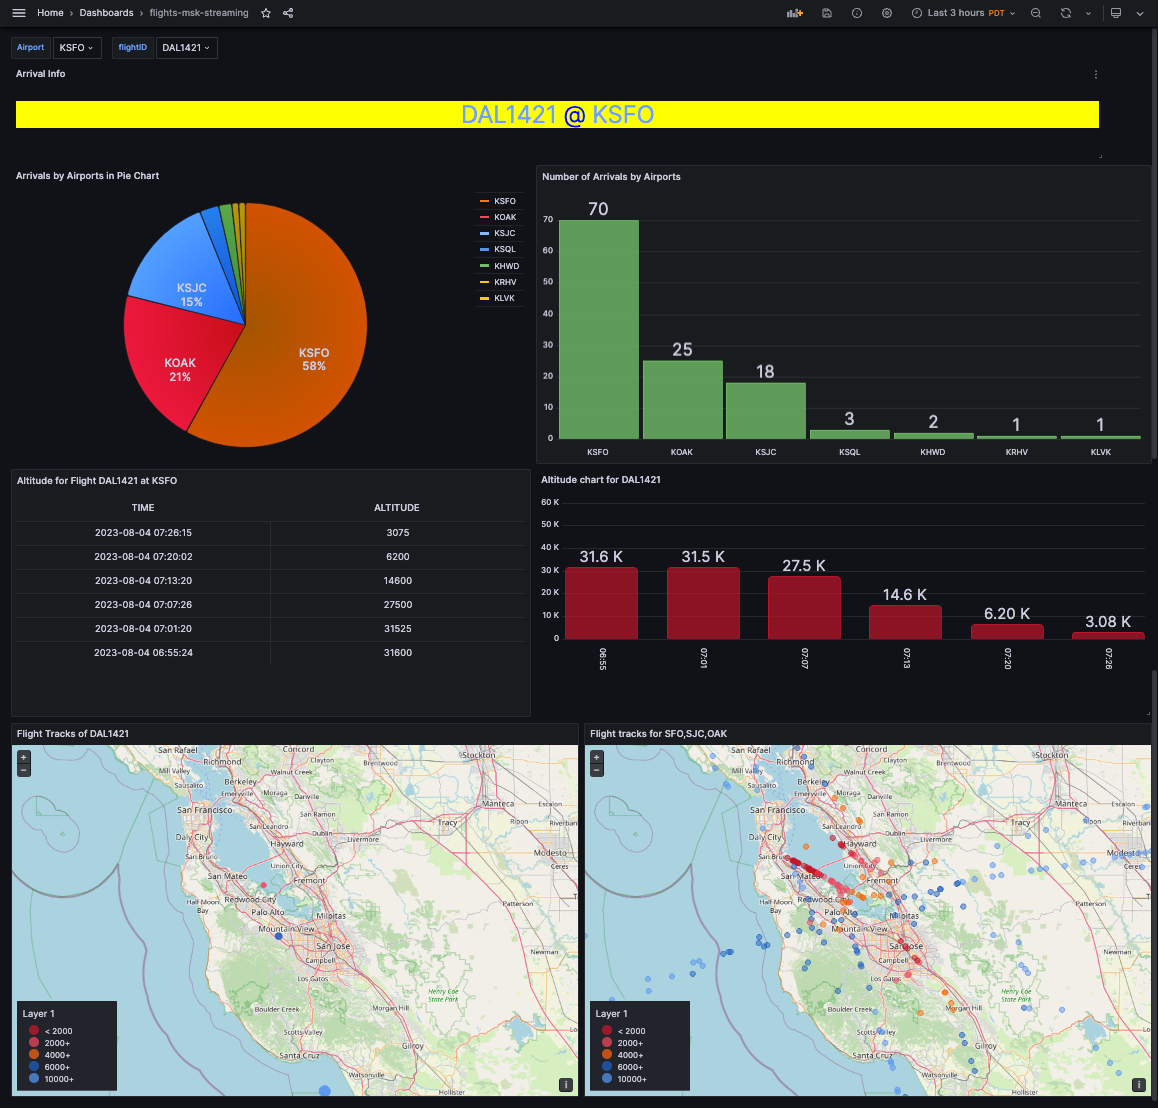 Home › Dashboards › flights-msk-streaming
Last 3 hours PDT
Airport KSFO flightID DAL1421
Arrival Info
DAL1421 @ KSFO
Arrivals by Airports in Pie Chart
KSFO
58%
KOAK
21%
KSJC
15%
KSFO
KOAK
KSJC
KSQL
KHWD
KRHV
KLVK
Number of Arrivals by Airports
70
60
50
40
30
20
10
0
70
25
18
3
2
1
1
KSFO KOAK KSJC KSQL KHWD KRHV KLVK
Altitude for Flight DAL1421 at KSFO
TIME ALTITUDE
2023-08-04 07:26:15 3075
2023-08-04 07:20:02 6200
2023-08-04 07:13:20 14600
2023-08-04 07:07:26 27500
2023-08-04 07:01:20 31525
2023-08-04 06:55:24 31600
Altitude chart for DAL1421
60 K
50 K
40 K
30 K
20 K
10 K
0
31.6 K
31.5 K
27.5 K
14.6 K
6.20 K
3.08 K
06:55 07:01 07:07 07:13 07:20 07:26
Flight Tracks of DAL1421
+
−
San Rafael
Concord
Richmond
Clayton
Brentwood
Stockton
Mill Valley
Walnut Creek
Sausalito
Berkeley
Emeryville
Moraga
Danville
Manteca
Escalon
San Francisco
San Ramon
Ripon
Riverban
Tracy
Daly City
San Leandro
Dublin
Livermore
Hayward
Modesto
San Bruno
Union City
San Mateo
Fremont
Half Moon
Bay
Redwood City
Palo Alto
Milpitas
Patterson
Mountain View
San Jose
Newman
Campbell
Los Gatos
Henry Coe
State Park
Boulder Creek
Morgan Hill
Scotts Valley
Gilroy
Santa Cruz
Watsonville
Hollister
Layer 1
< 2000
2000+
4000+
6000+
10000+
i
Flight tracks for SFO,SJC,OAK
+
−
San Rafael
Concord
Richmond
Clayton
Brentwood
Stockton
Mill Valley
Walnut Creek
Sausalito
Berkeley
Emeryville
Moraga
Danville
Manteca
Escalon
San Francisco
San Ramon
Ripon
Riverban
Tracy
Daly City
San Leandro
Dublin
Livermore
Hayward
Modesto
San Bruno
Union City
San Mateo
Fremont
Half Moon
Bay
Redwood City
Palo Alto
Milpitas
Patterson
Mountain View
San Jose
Newman
Campbell
Los Gatos
Henry Coe
State Park
Boulder Creek
Morgan Hill
Scotts Valley
Gilroy
Santa Cruz
Watsonville
Hollister
Layer 1
< 2000
2000+
4000+
6000+
10000+
i